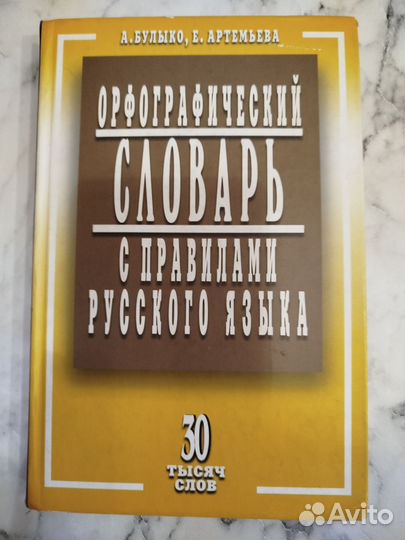 А. БУЛЫКО, Е. АРТЕМЬЕВА
ОРФОГРАФИЧЕСКИЙ
СЛОВАРЬ
С ПРАВИЛАМИ
РУССКОГО ЯЗЫКА
30
ТЫСЯЧ
СЛОВ
Avito